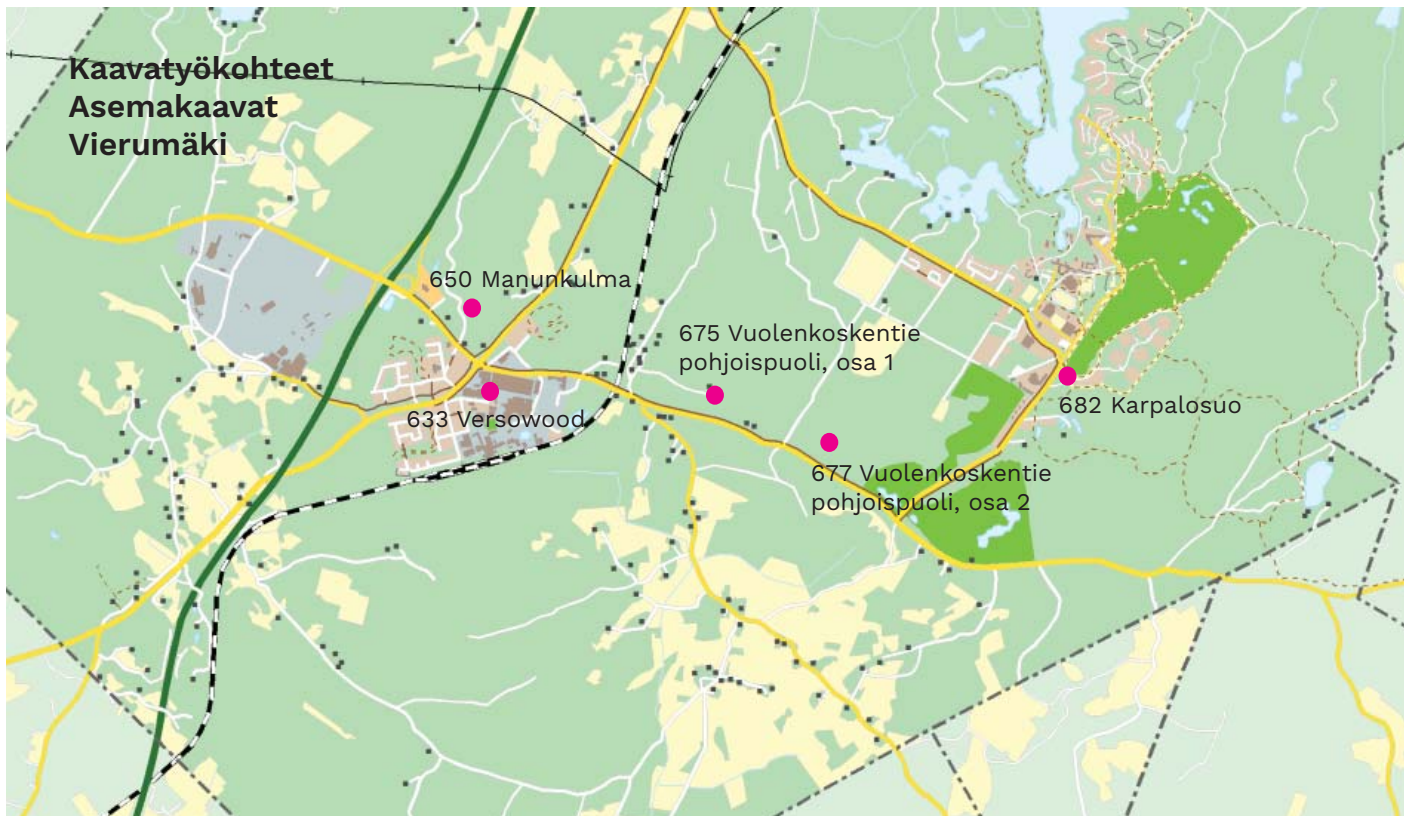 Kaavatyökohteet
Asemakaavat
Vierumäki
650 Manunkulma
675 Vuolenkoskentie
pohjoispuoli, osa 1
633 Versowood
682 Karpalosuo
677 Vuolenkoskentie
pohjoispuoli, osa 2